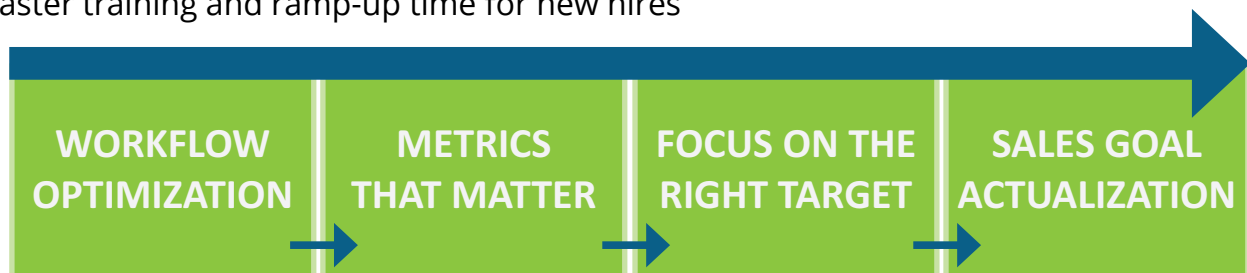 aster training and ramp-up time for new hires
WORKFLOW
OPTIMIZATION
METRICS
THAT MATTER
FOCUS ON THE
RIGHT TARGET
SALES GOAL
ACTUALIZATION